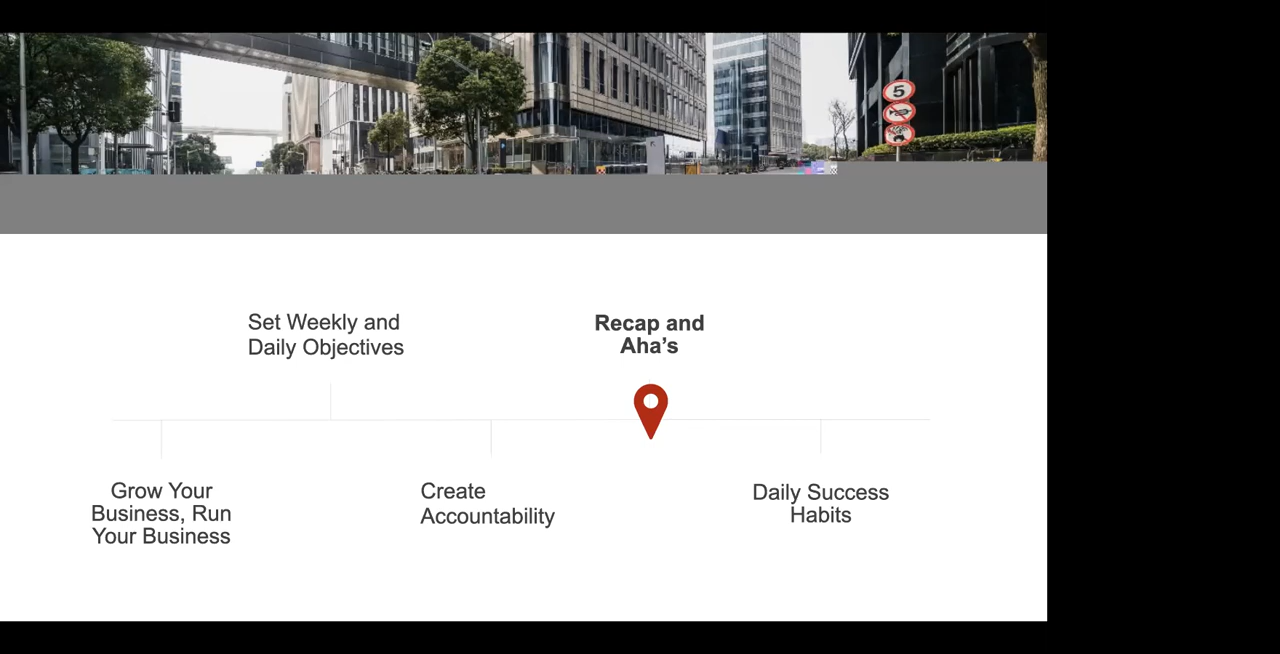 5
Set Weekly and
Daily Objectives
Recap and
Aha’s
Grow Your
Business, Run
Your Business
Create
Accountability
Daily Success
Habits